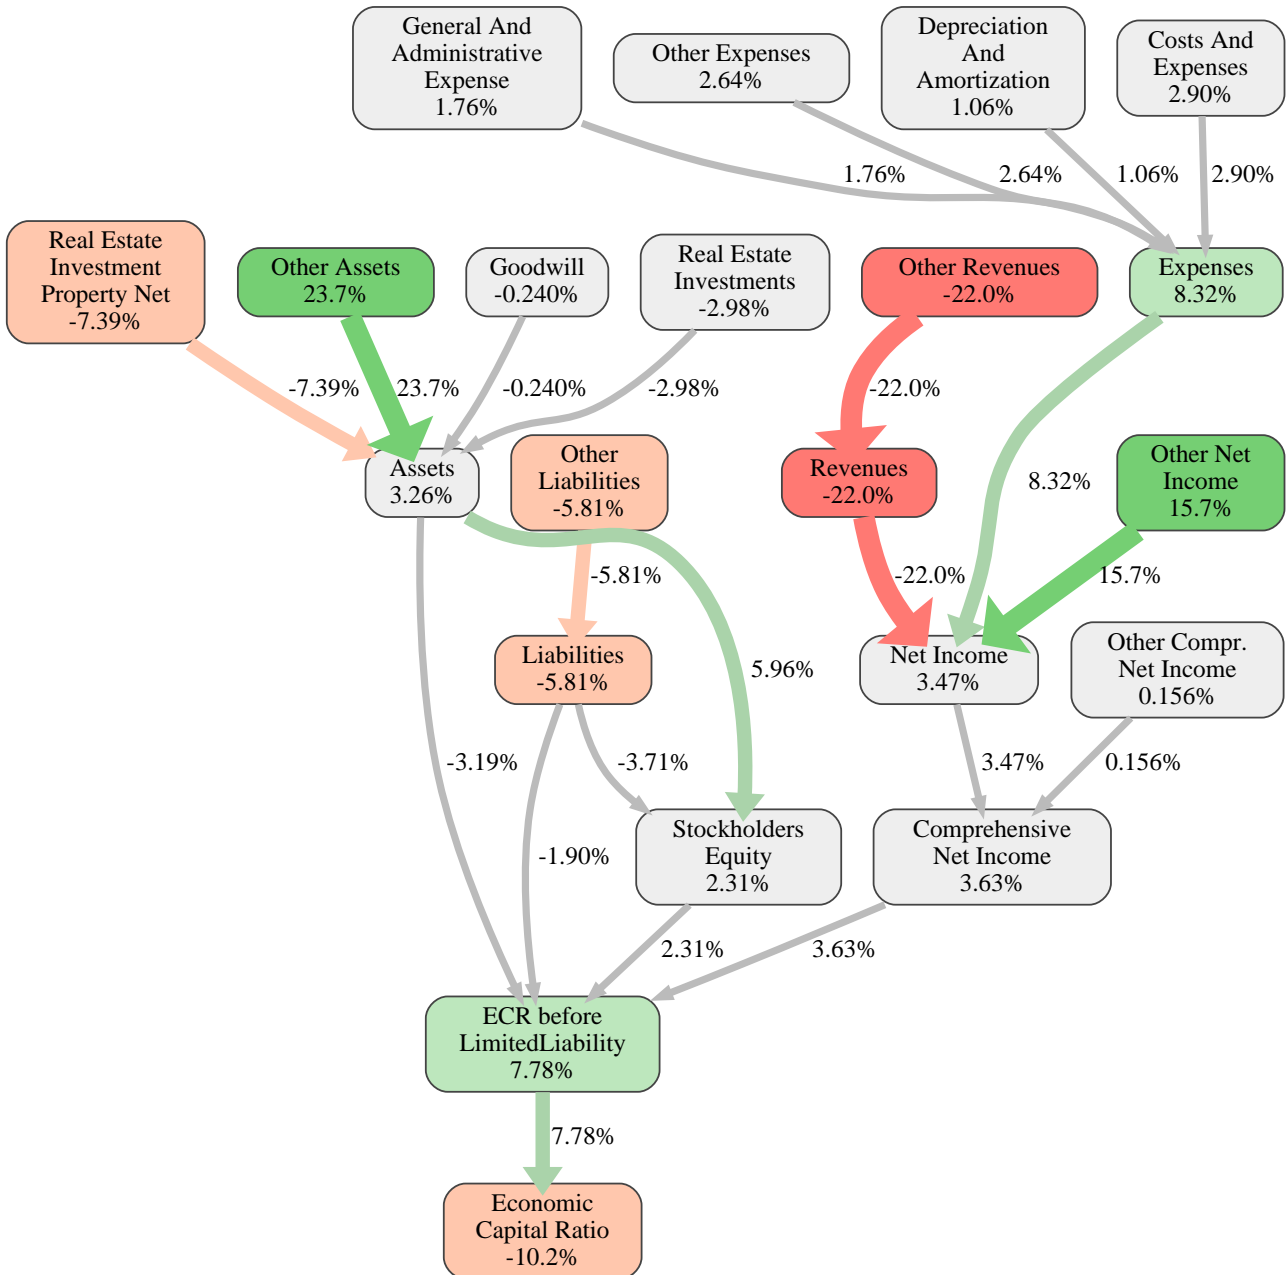 General And
Administrative
Expense
1.76%
Other Expenses
2.64%
Depreciation
And
Amortization
1.06%
Costs And
Expenses
2.90%
1.76%
2.64%
1.06%
2.90%
Real Estate
Investment
Property Net
-7.39%
Other Assets
23.7%
Goodwill
-0.240%
Real Estate
Investments
-2.98%
Other Revenues
-22.0%
Expenses
8.32%
-7.39%
23.7%
-0.240%
-2.98%
-22.0%
8.32%
Assets
3.26%
Other
Liabilities
-5.81%
Revenues
-22.0%
Other Net
Income
15.7%
-5.81%
-22.0%
15.7%
Liabilities
-5.81%
5.96%
Net Income
3.47%
Other Compr.
Net Income
0.156%
-3.19%
-3.71%
3.47%
0.156%
-1.90%
Stockholders
Equity
2.31%
Comprehensive
Net Income
3.63%
2.31%
3.63%
ECR before
LimitedLiability
7.78%
7.78%
Economic
Capital Ratio
-10.2%